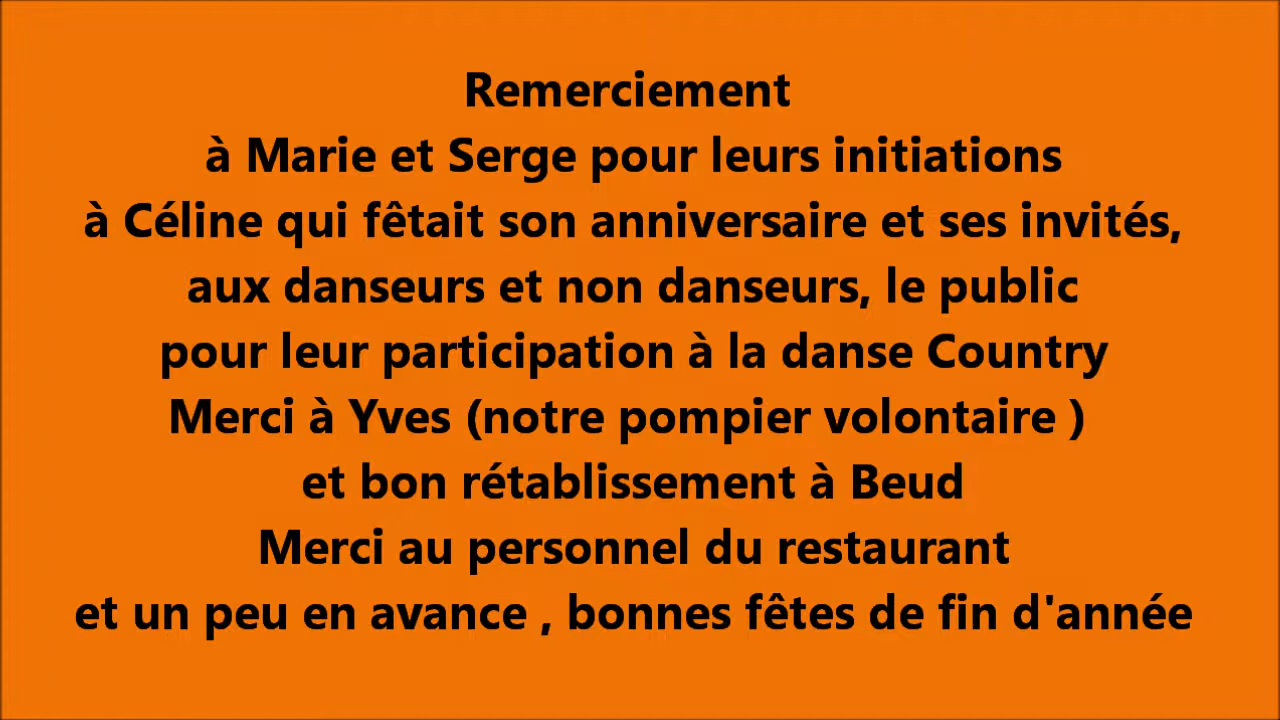 Remerciement
à Marie et Serge pour leurs initiations
à Céline qui fêtait son anniversaire et ses invités,
aux danseurs et non danseurs, le public
pour leur participation à la danse Country
Merci à Yves (notre pompier volontaire )
et bon rétablissement à Beud
Merci au personnel du restaurant
et un peu en avance , bonnes fêtes de fin d'année